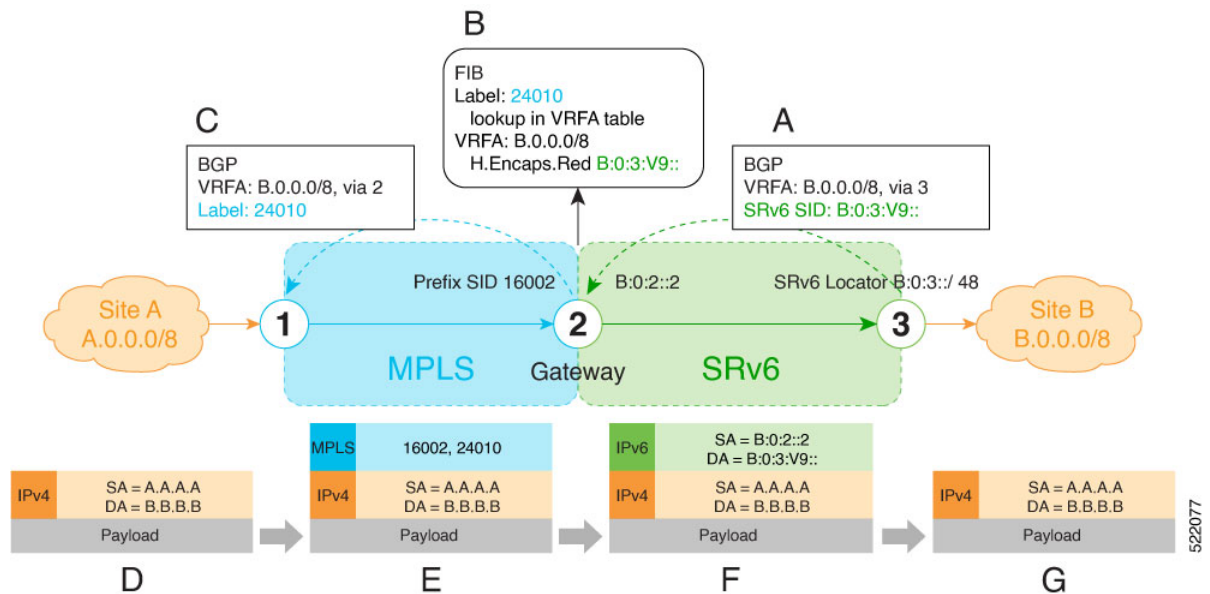 B
FIB
Label: 24010
lookup in VRFA table
VRFA: B.0.0.0/8
H.Encaps.Red B:0:3:V9::
C
BGP
VRFA: B.0.0.0/8, via 2
Label: 24010
A
BGP
VRFA: B.0.0.0/8, via 3
SRv6 SID: B:0:3:V9::
Prefix SID 16002
B:0:2::2
SRv6 Locator B:0:3::/ 48
Site A
A.0.0.0/8
1
2
3
Site B
B.0.0.0/8
MPLS
Gateway
SRv6
IPv4
SA = A.A.A.A
DA = B.B.B.B
Payload
D
MPLS
16002, 24010
IPv4
SA = A.A.A.A
DA = B.B.B.B
Payload
E
IPv6
SA = B:0:2::2
DA = B:0:3:V9::
IPv4
SA = A.A.A.A
DA = B.B.B.B
Payload
F
IPv4
SA = A.A.A.A
DA = B.B.B.B
Payload
G
522077